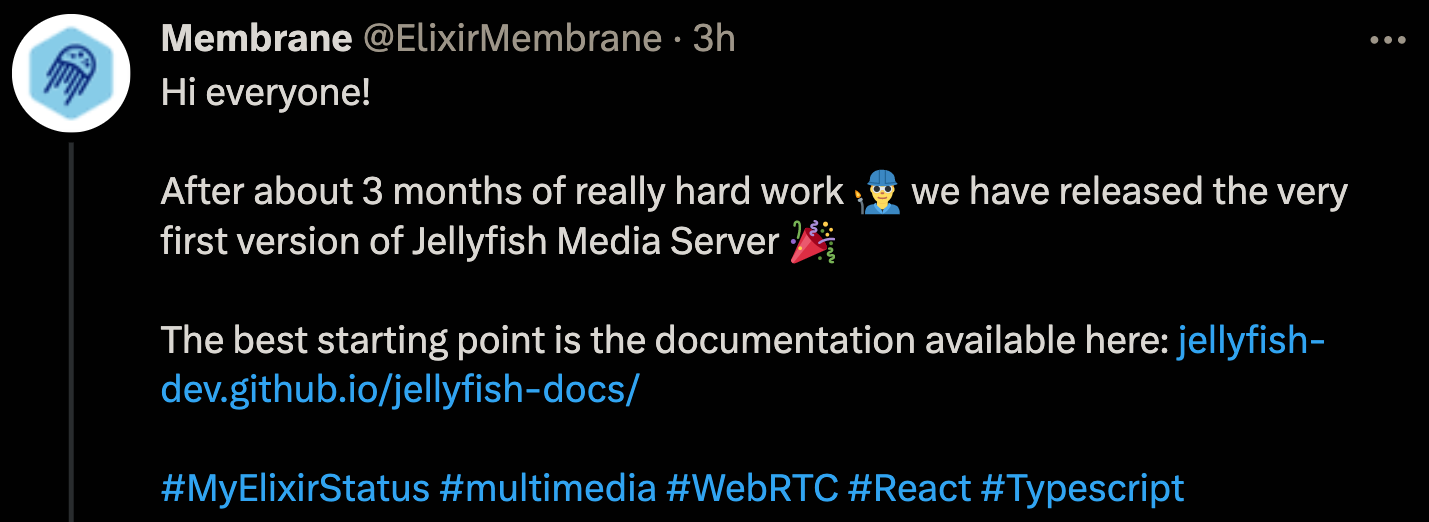 Membrane @ElixirMembrane · 3h
Hi everyone!
After about 3 months of really hard work 👨‍🏭 we have released the very
first version of Jellyfish Media Server 🎉
The best starting point is the documentation available here: jellyfish-
dev.github.io/jellyfish-docs/
#MyElixirStatus #multimedia #WebRTC #React #Typescript